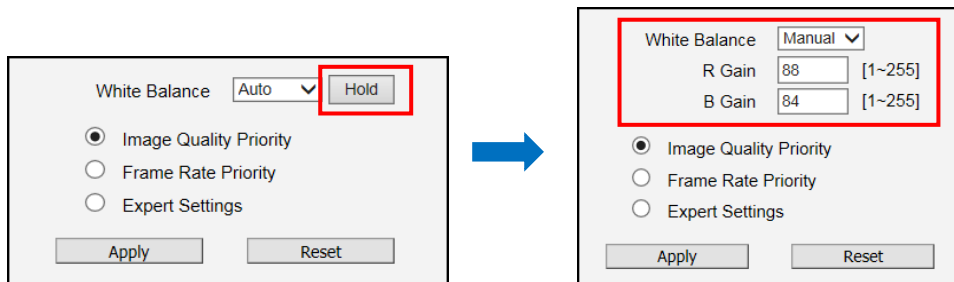 White Balance Auto Hold
Image Quality Priority
Frame Rate Priority
Expert Settings
Apply Reset
White Balance Manual
R Gain 88 [1~255]
B Gain 84 [1~255]
Image Quality Priority
Frame Rate Priority
Expert Settings
Apply Reset